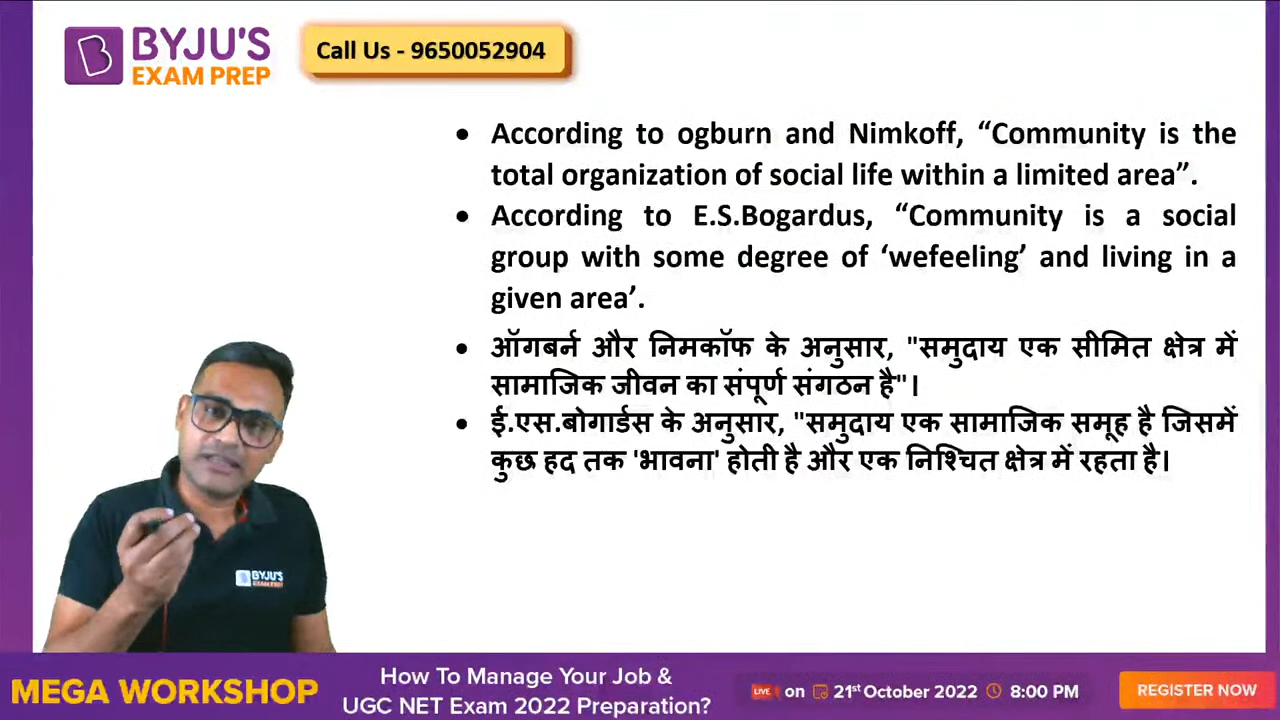 BYJU'S
EXAM PREP
Call Us - 9650052904
• According to ogburn and Nimkoff, “Community is the
total organization of social life within a limited area”.
• According to E.S.Bogardus, “Community is a social
group with some degree of ‘wefeeling’ and living in a
given area’.
• ऑगबर्न और निमकॉफ के अनुसार, "समुदाय एक सीमित क्षेत्र में
सामाजिक जीवन का संपूर्ण संगठन है"।
• ई.एस.बोगार्डस के अनुसार, "समुदाय एक सामाजिक समूह है जिसमें
कुछ हद तक 'भावना' होती है और एक निश्चित क्षेत्र में रहता है।
BYJU'S
EXAM PREP
MEGA WORKSHOP
How To Manage Your Job &
UGC NET Exam 2022 Preparation?
LIVE on 21st October 2022 8:00 PM
REGISTER NOW